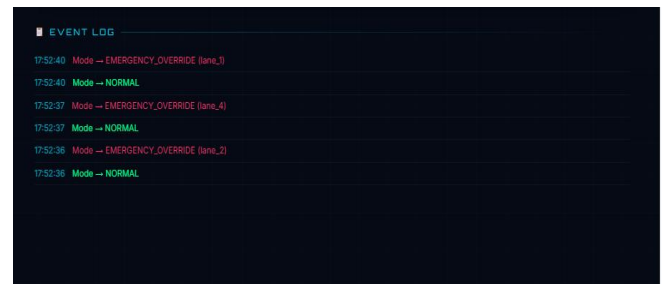 EVENT LOG
17:52:40 Mode → EMERGENCY_OVERRIDE (lane_1)
17:52:40 Mode → NORMAL
17:52:37 Mode → EMERGENCY_OVERRIDE (lane_4)
17:52:37 Mode → NORMAL
17:52:36 Mode → EMERGENCY_OVERRIDE (lane_2)
17:52:36 Mode → NORMAL